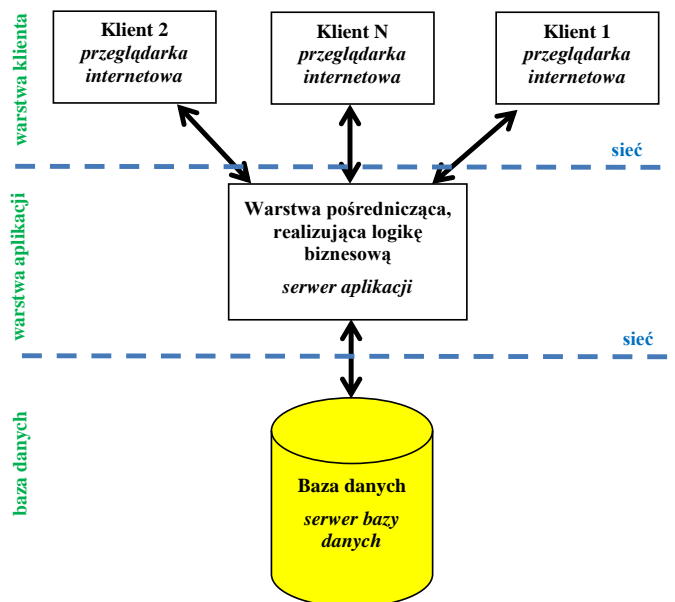 warstwa klienta
Klient 2
przeglądarka
internetowa
Klient N
przeglądarka
internetowa
Klient 1
przeglądarka
internetowa
sieć
warstwa aplikacji
Warstwa pośrednicząca,
realizująca logikę
biznesową
serwer aplikacji
sieć
baza danych
Baza danych
serwer bazy
danych